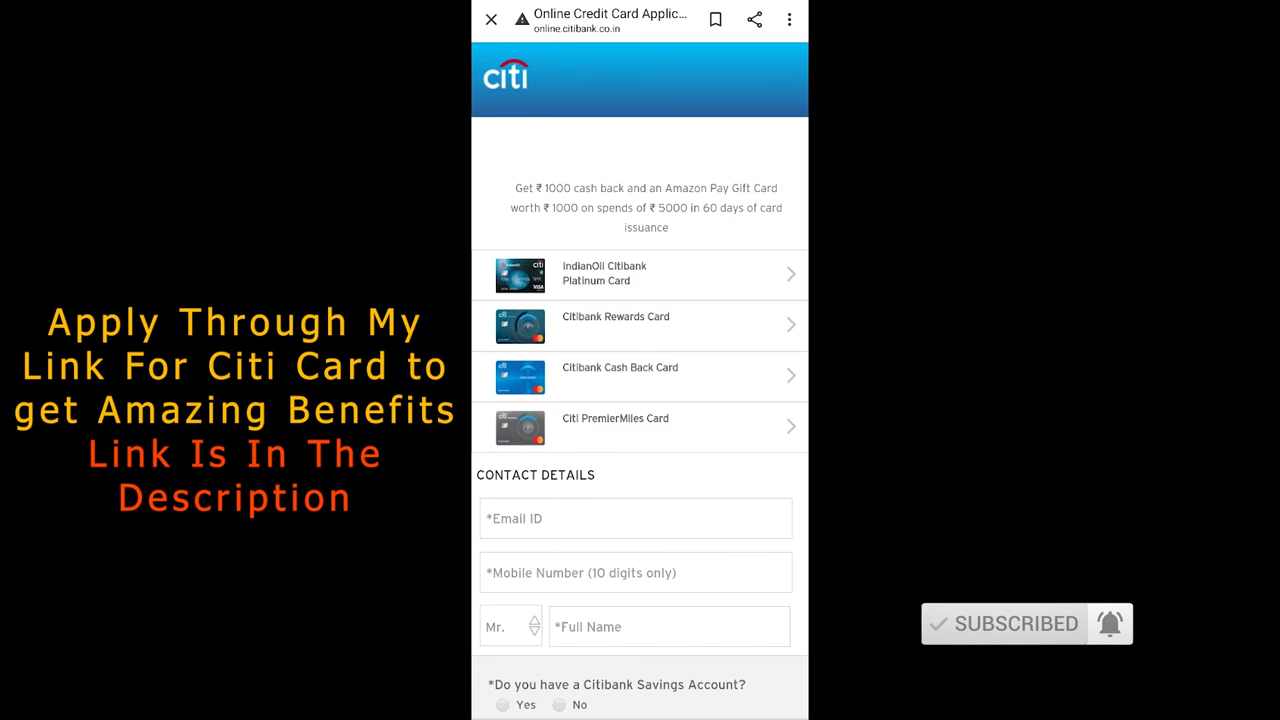 Online Credit Card Applic...
online.citibank.co.in
citi
Get ₹ 1000 cash back and an Amazon Pay Gift Card
worth ₹ 1000 on spends of ₹ 5000 in 60 days of card
issuance
IndianOil Citibank
Platinum Card
Citibank Rewards Card
Citibank Cash Back Card
Citi PremierMiles Card
CONTACT DETAILS
*Email ID
*Mobile Number (10 digits only)
Mr.
*Full Name
*Do you have a Citibank Savings Account?
Yes No
Apply Through My
Link For Citi Card to
get Amazing Benefits
Link Is In The
Description
SUBSCRIBED